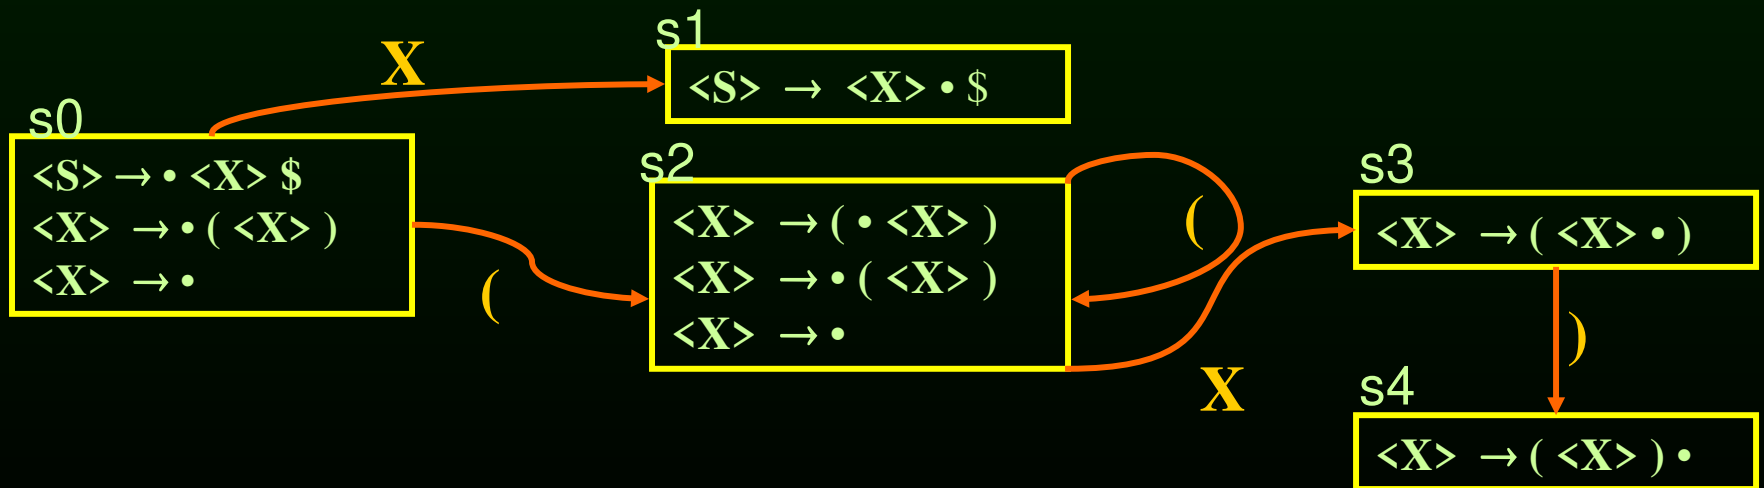 s1
X
<S> → <X> • $
s0
<S> → • <X> $
<X> → • ( <X> )
<X> → •
(
s2
<X> → ( • <X> )
<X> → • ( <X> )
<X> → •
(
X
s3
<X> → ( <X> • )
)
s4
<X> → ( <X> ) •